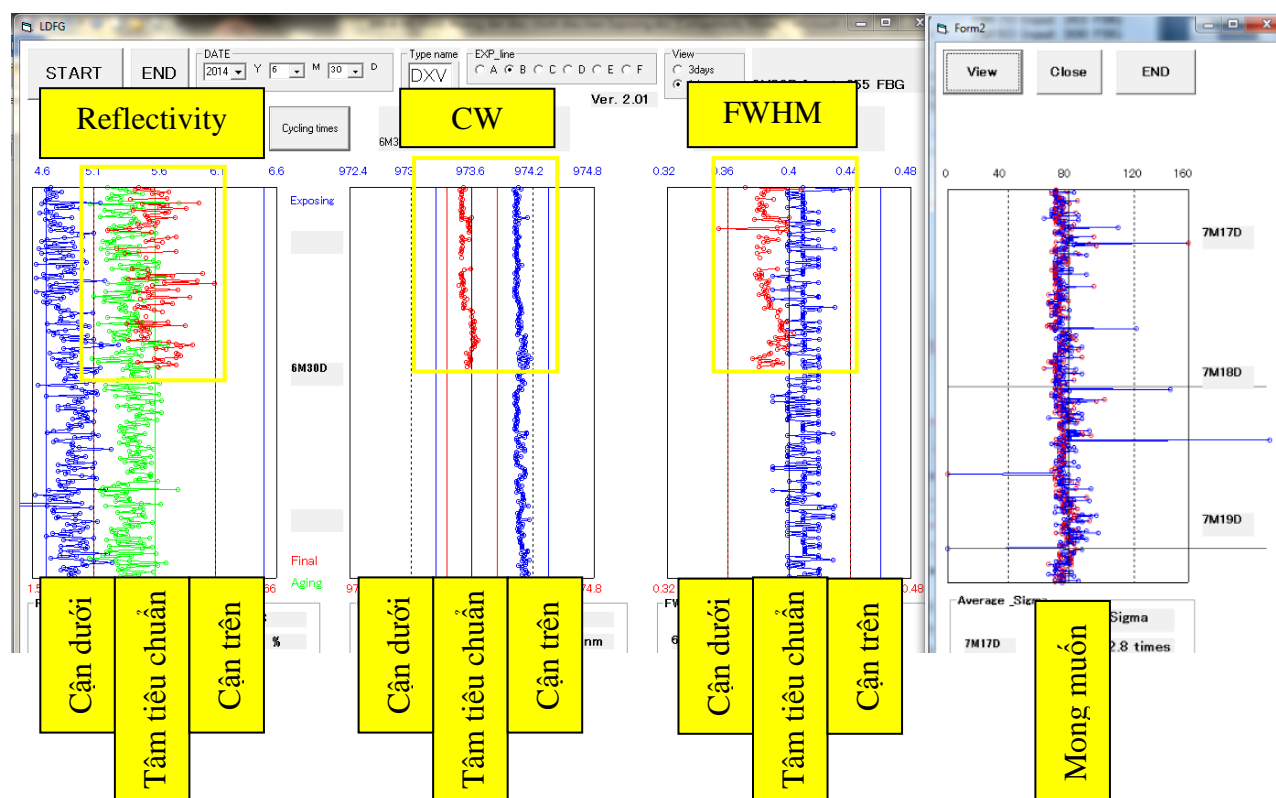 LDFG
START
END
DATE
2014 Y 6 M 30 D
Type name
DXV
EXP_line
A B C D E F
View
3days
55 FBG
Ver. 2.01
Reflectivity
Cycling times
CW
FWHM
4.6 5.1 5.6 6.1 6.6
972.4 973.6 974.2 974.8
0.32 0.36 0.4 0.44 0.48
Exposing
6M30D
Final
Aging
0.32 0.48
%
nm
Cận dưới
Tâm tiêu chuẩn
Cận trên
Cận dưới
Tâm tiêu chuẩn
Cận trên
Cận dưới
Tâm tiêu chuẩn
Cận trên
Form2
View Close END
0 40 80 120 160
7M17D
7M18D
7M19D
Average _Sigma
Sigma
7M17D 2.8 times
Mong muốn